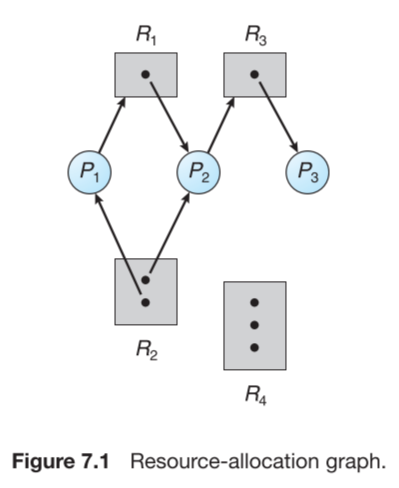 R1 R3
P1 P2 P3
R2
R4
Figure 7.1 Resource-allocation graph.